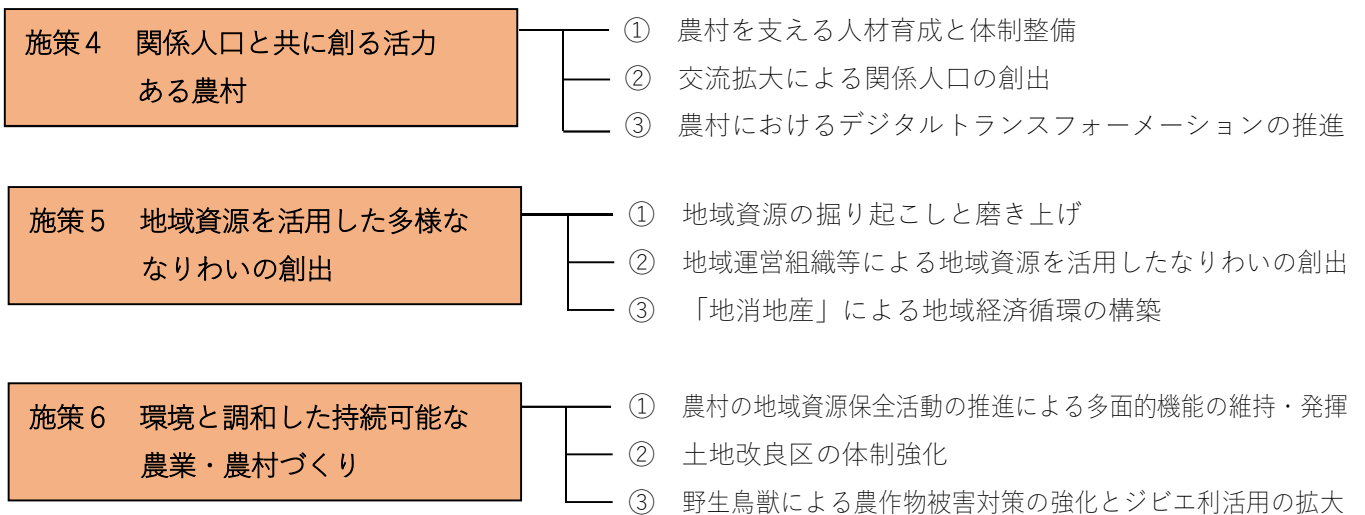 施策４　関係人口と共に創る活力
ある農村
① 農村を支える人材育成と体制整備
② 交流拡大による関係人口の創出
③ 農村におけるデジタルトランスフォーメーションの推進
施策５　地域資源を活用した多様な
なりわいの創出
① 地域資源の掘り起こしと磨き上げ
② 地域運営組織等による地域資源を活用したなりわいの創出
③ 「地消地産」による地域経済循環の構築
施策６　環境と調和した持続可能な
農業・農村づくり
① 農村の地域資源保全活動の推進による多面的機能の維持・発揮
② 土地改良区の体制強化
③ 野生鳥獣による農作物被害対策の強化とジビエ利活用の拡大